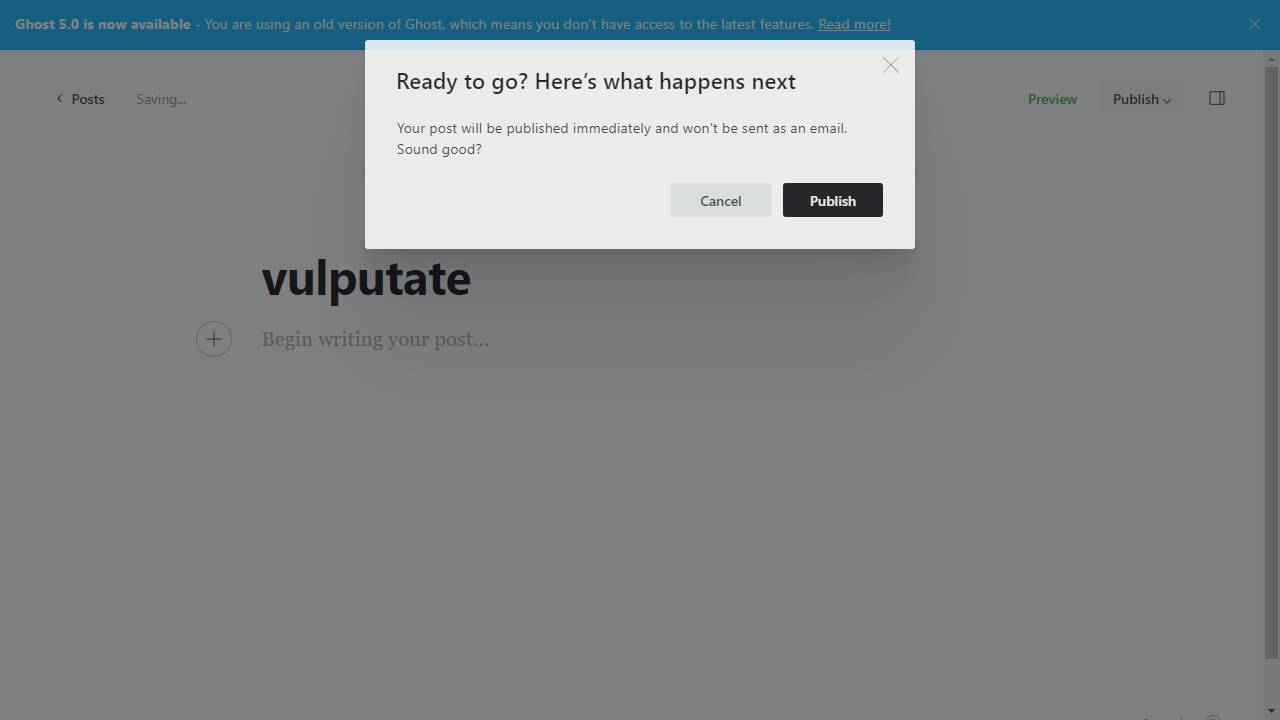 Ghost 5.0 is now available - You are using an old version of Ghost, which means you don't have access to the latest features. Read more!
Ready to go? Here's what happens next
Posts
Saving...
Preview
Publish
Your post will be published immediately and won't be sent as an email.
Sound good?
Cancel
Publish
vulputate
Begin writing your post...